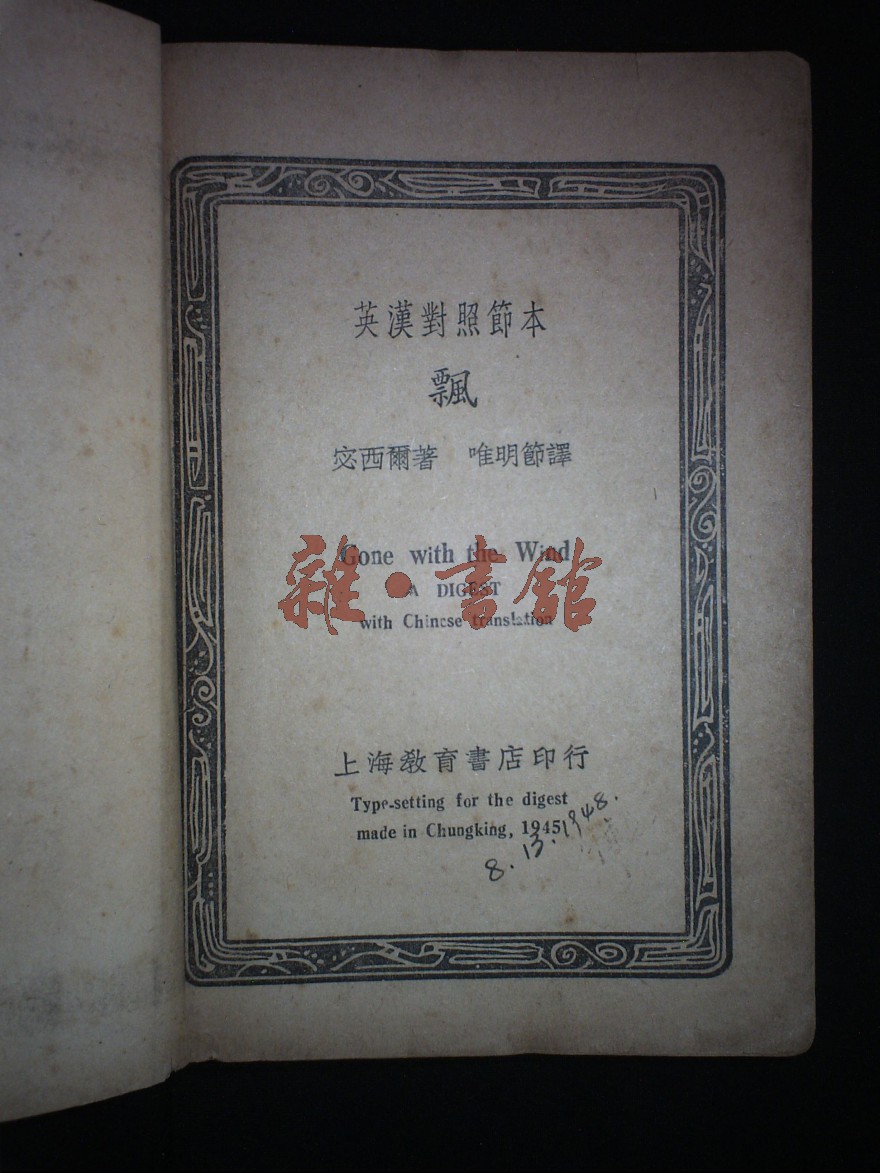 英漢對照節本
飄
宓西爾著 唯明節譯
Gone with the Wind
A DIGEST
with Chinese translation
雜·書館
上海教育書店印行
Type-setting for the digest
made in Chungking, 1945
8.13.1948.